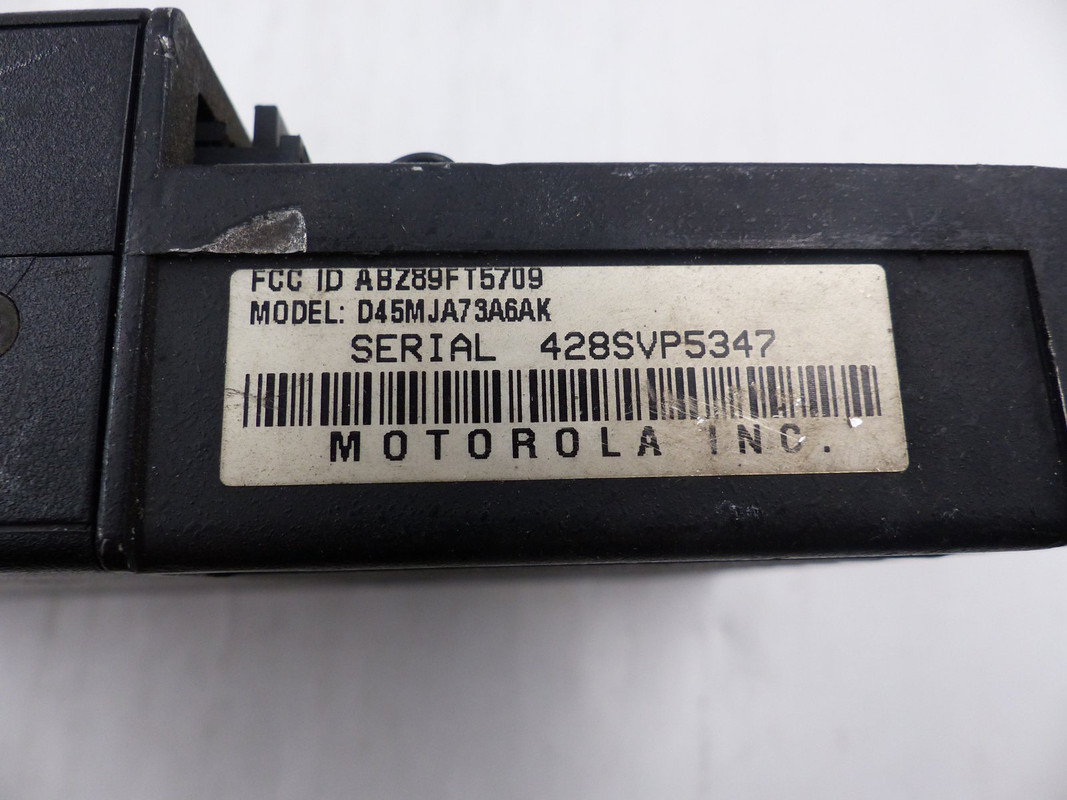 FCC ID ABZ89FT5709
MODEL: D45MJA73A6AK
SERIAL 428SVP5347
MOTOROLA INC.